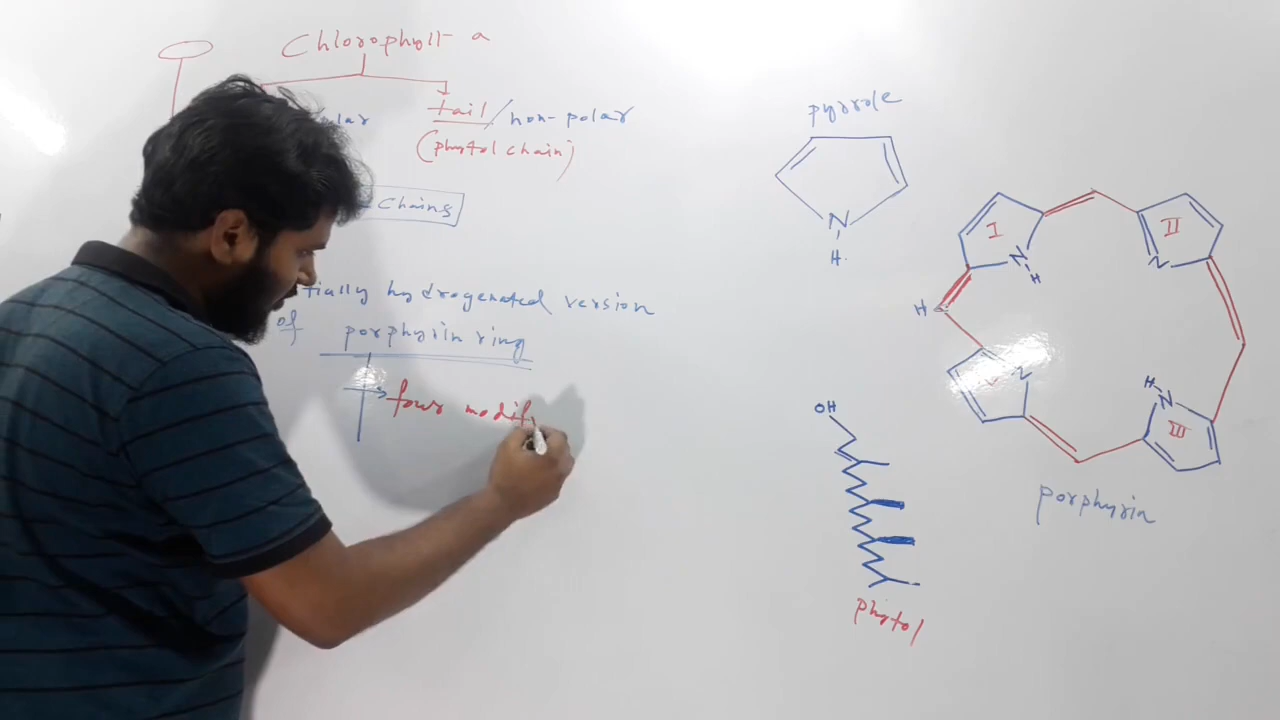 Chlorophyll-a
tail / non-polar
(phytol chain)
Chains
hydrogenated version
of porphyrin ring
four modif
pyrrole
N
H
I
N
H
II
N
H
N
H
N
III
porphyrin
OH
phytol